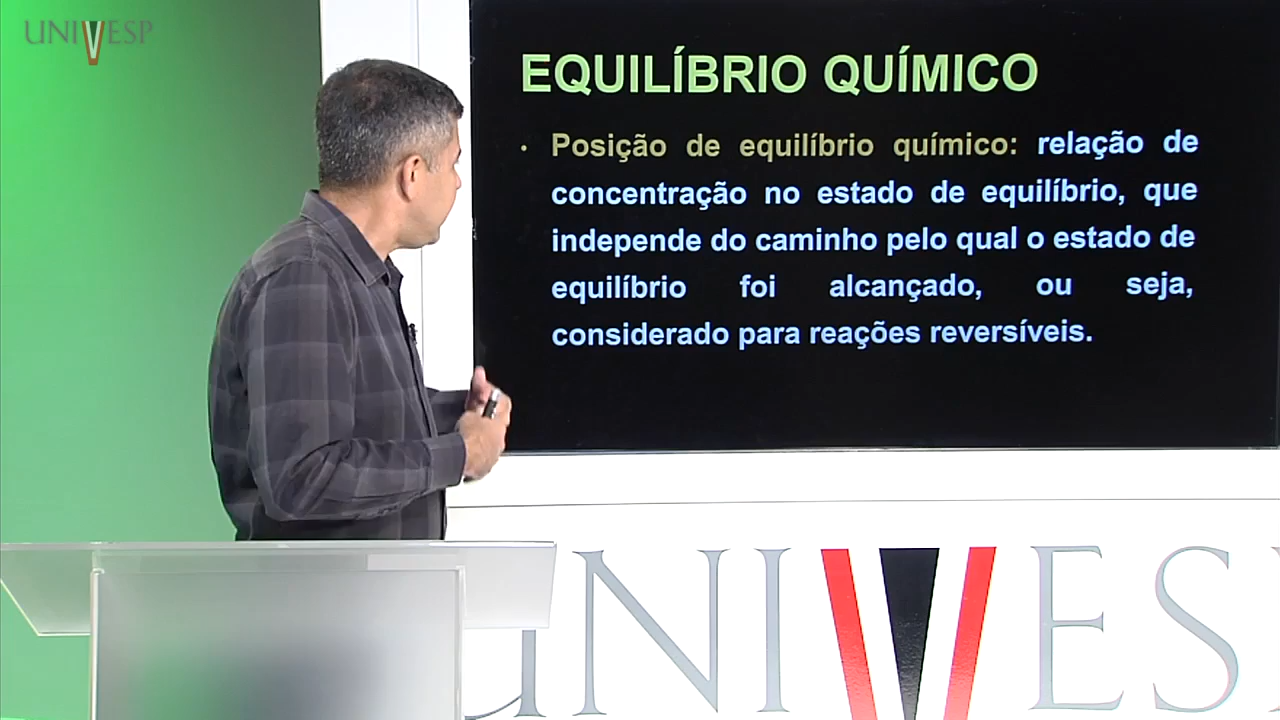 UNIVESP
EQUILÍBRIO QUÍMICO
• Posição de equilíbrio químico: relação de
concentração no estado de equilíbrio, que
independe do caminho pelo qual o estado de
equilíbrio foi alcançado, ou seja,
considerado para reações reversíveis.
UNIVESP